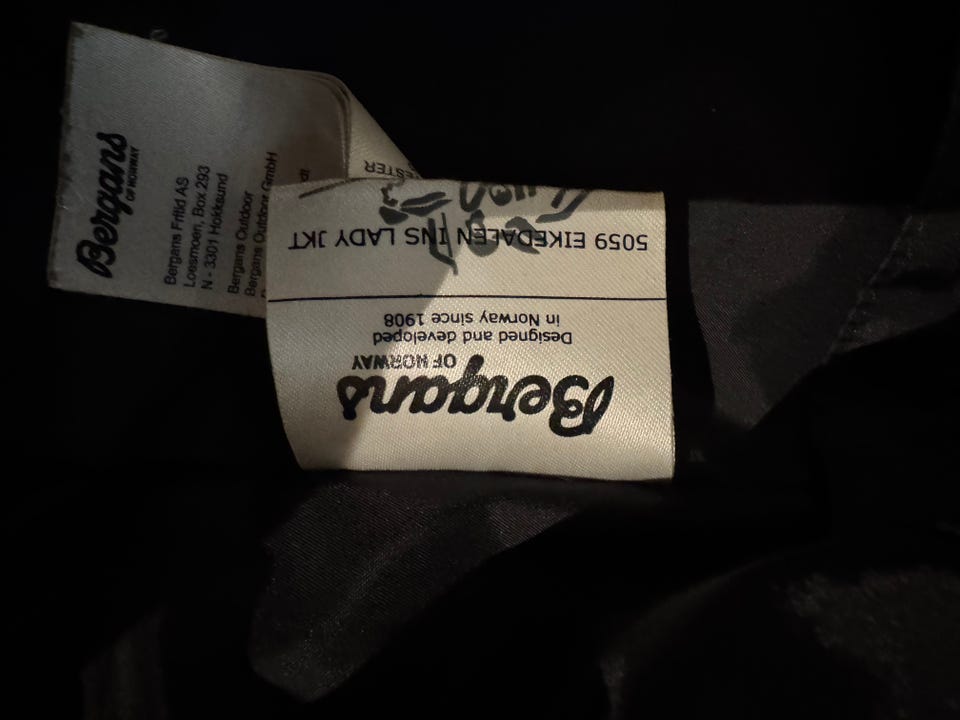 Bergans
OF NORWAY
Bergans Fritid AS
Loesmoen, Box 293
N - 3301 Hokksund
Bergans Outdoor
Bergans Outdoor GmbH
Bergans
OF NORWAY
Designed and developed
in Norway since 1908
5059 EIKEDALEN INS LADY JKT